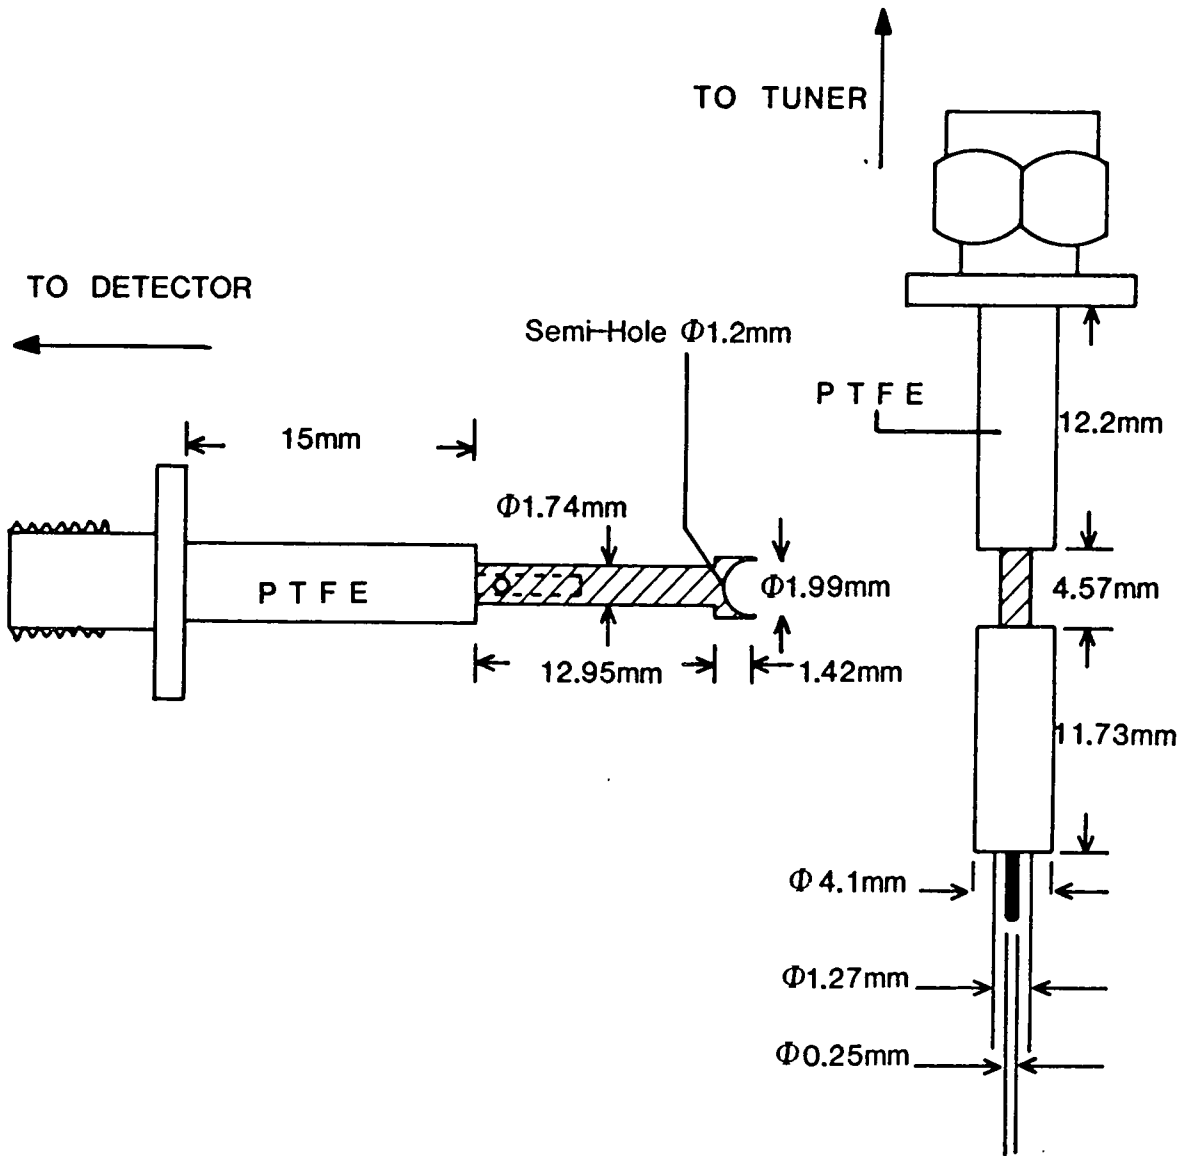 TO TUNER
TO DETECTOR
Semi-Hole Φ1.2mm
PTFE
12.2mm
15mm
Φ1.74mm
PTFE
Φ1.99mm
4.57mm
12.95mm
1.42mm
11.73mm
Φ4.1mm
Φ1.27mm
Φ0.25mm